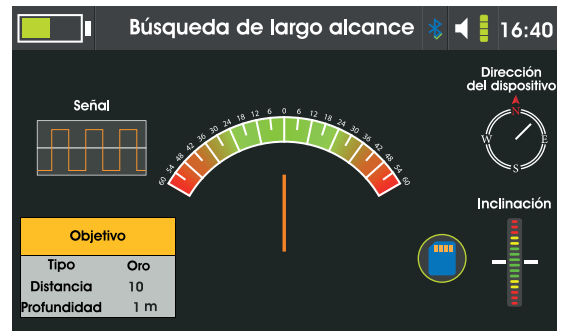 Búsqueda de largo alcance
16:40
Señal
60 54 48 42 36 30 24 18 12 6 0 6 12 18 24 30 36 42 48 54 60
Dirección
del dispositivo
N
W E
S
Inclinación
Objetivo
Tipo Oro
Distancia 10
Profundidad 1 m